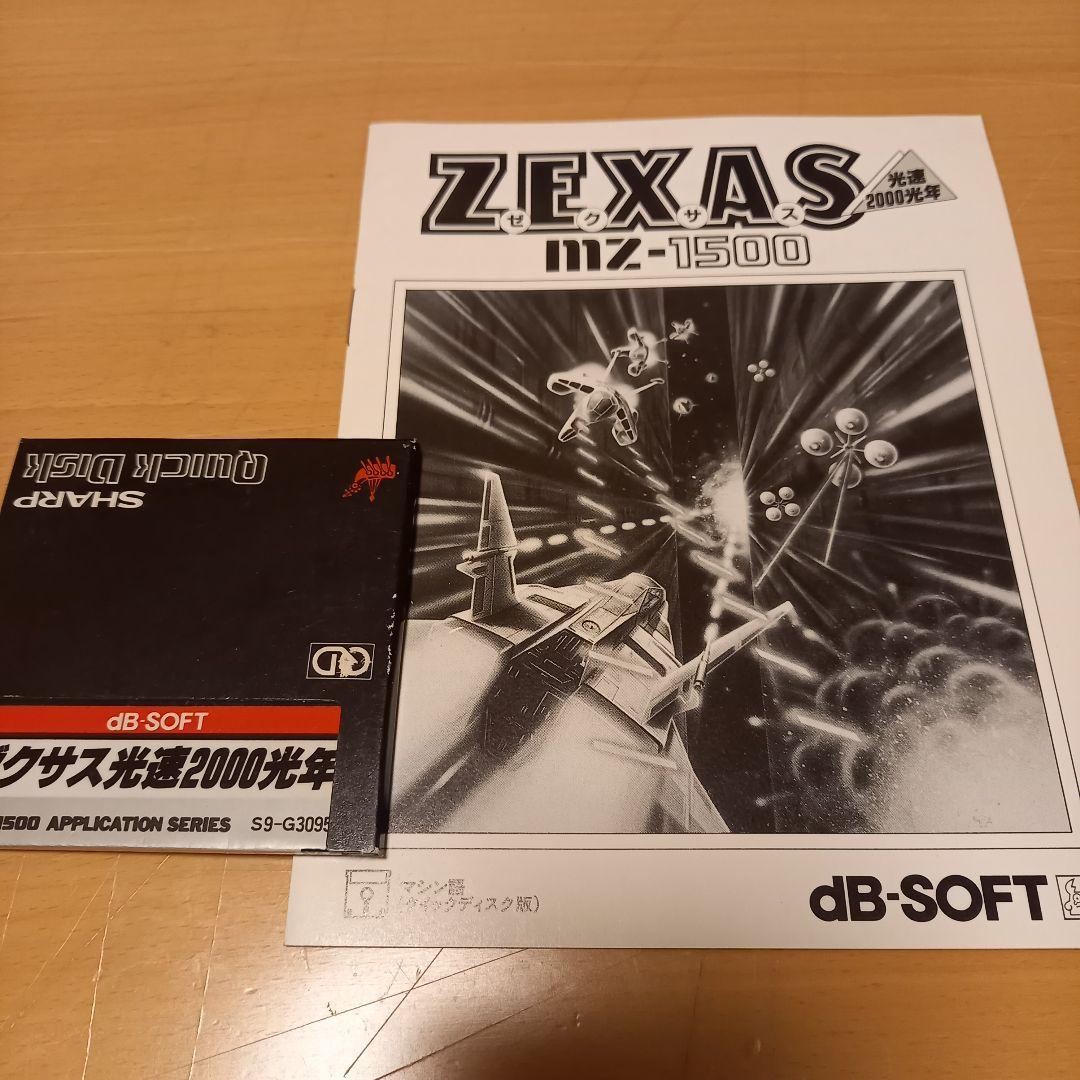 ZEXAS
ゼクサス
光速
2000光年
mz-1500
QUICK DISK
SHARP
QD
dB-SOFT
ゼクサス光速2000光年
1500 APPLICATION SERIES S9-G3095
マシン語
(クイックディスク版)
dB-SOFT